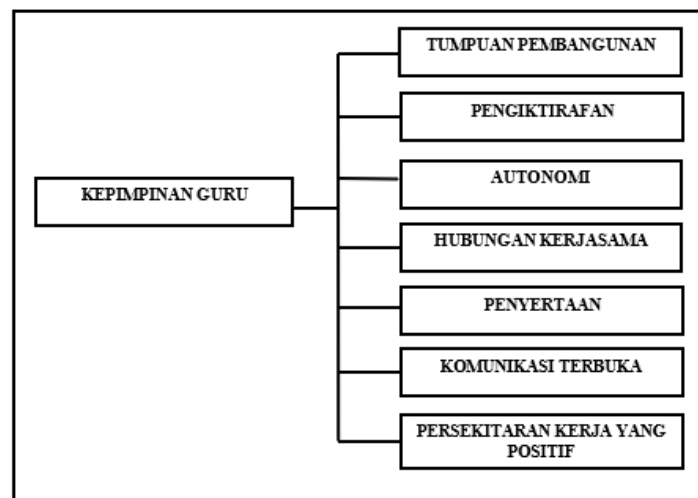 TUMPUAN PEMBANGUNAN
PENGIKTIRAFAN
AUTONOMI
KEPIMPINAN GURU
HUBUNGAN KERJASAMA
PENYERTAAN
KOMUNIKASI TERBUKA
PERSEKITARAN KERJA YANG
POSITIF